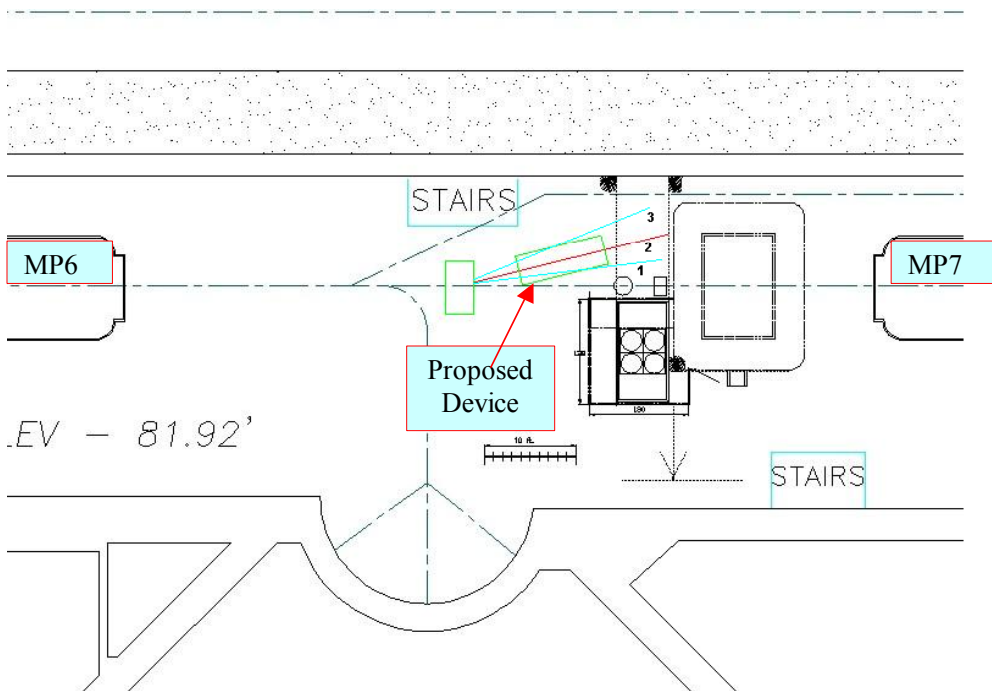 STAIRS
MP6
MP7
3
2
1
Proposed
Device
180
10 ft.
EV - 81.92'
STAIRS